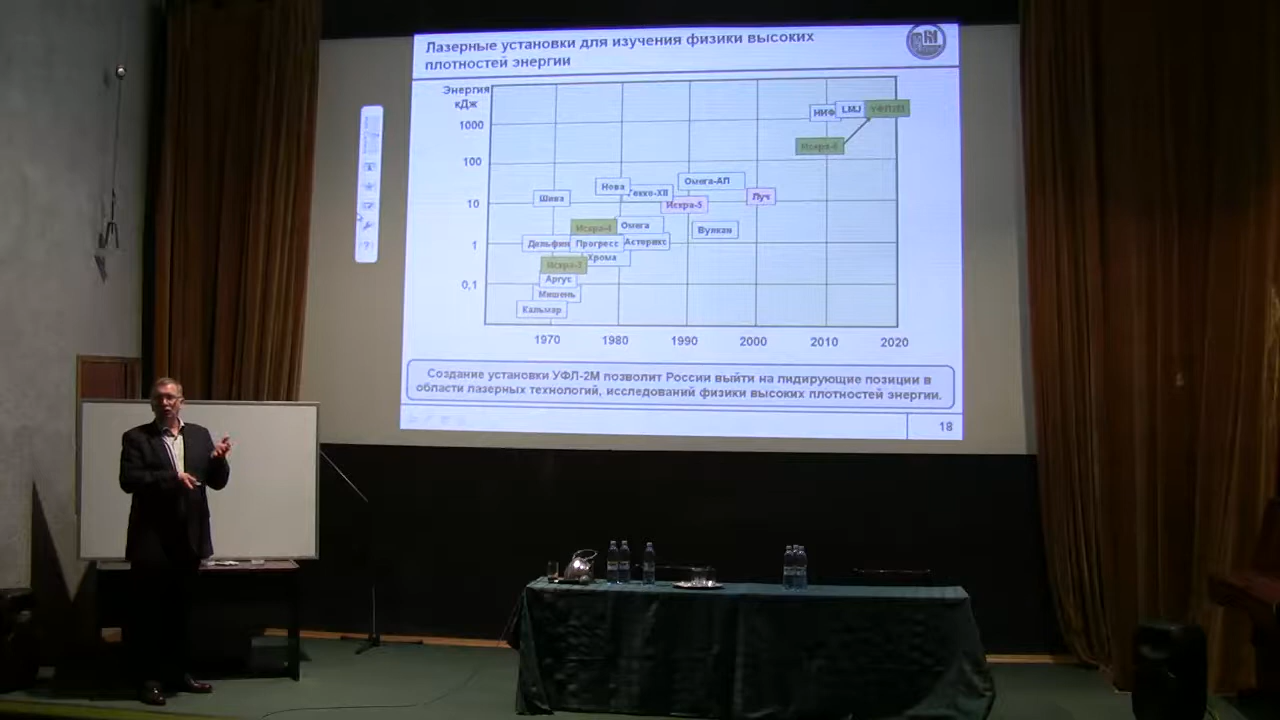 Лазерные установки для изучения физики высоких
плотностей энергии
Энергия
кДж
1000
100
10
1
0,1
НИФ
LMJ
УФЛ-2М
Искра-6
Нова
Гекко-XII
Омега-АП
Шива
Искра-5
Луч
Искра-4
Омега
Вулкан
Дельфин
Прогресс
Астерикс
Хрома
Аргус
Мишень
Кальмар
1970
1980
1990
2000
2010
2020
Создание установки УФЛ-2М позволит России выйти на лидирующие позиции в
области лазерных технологий, исследований физики высоких плотностей энергии.
18